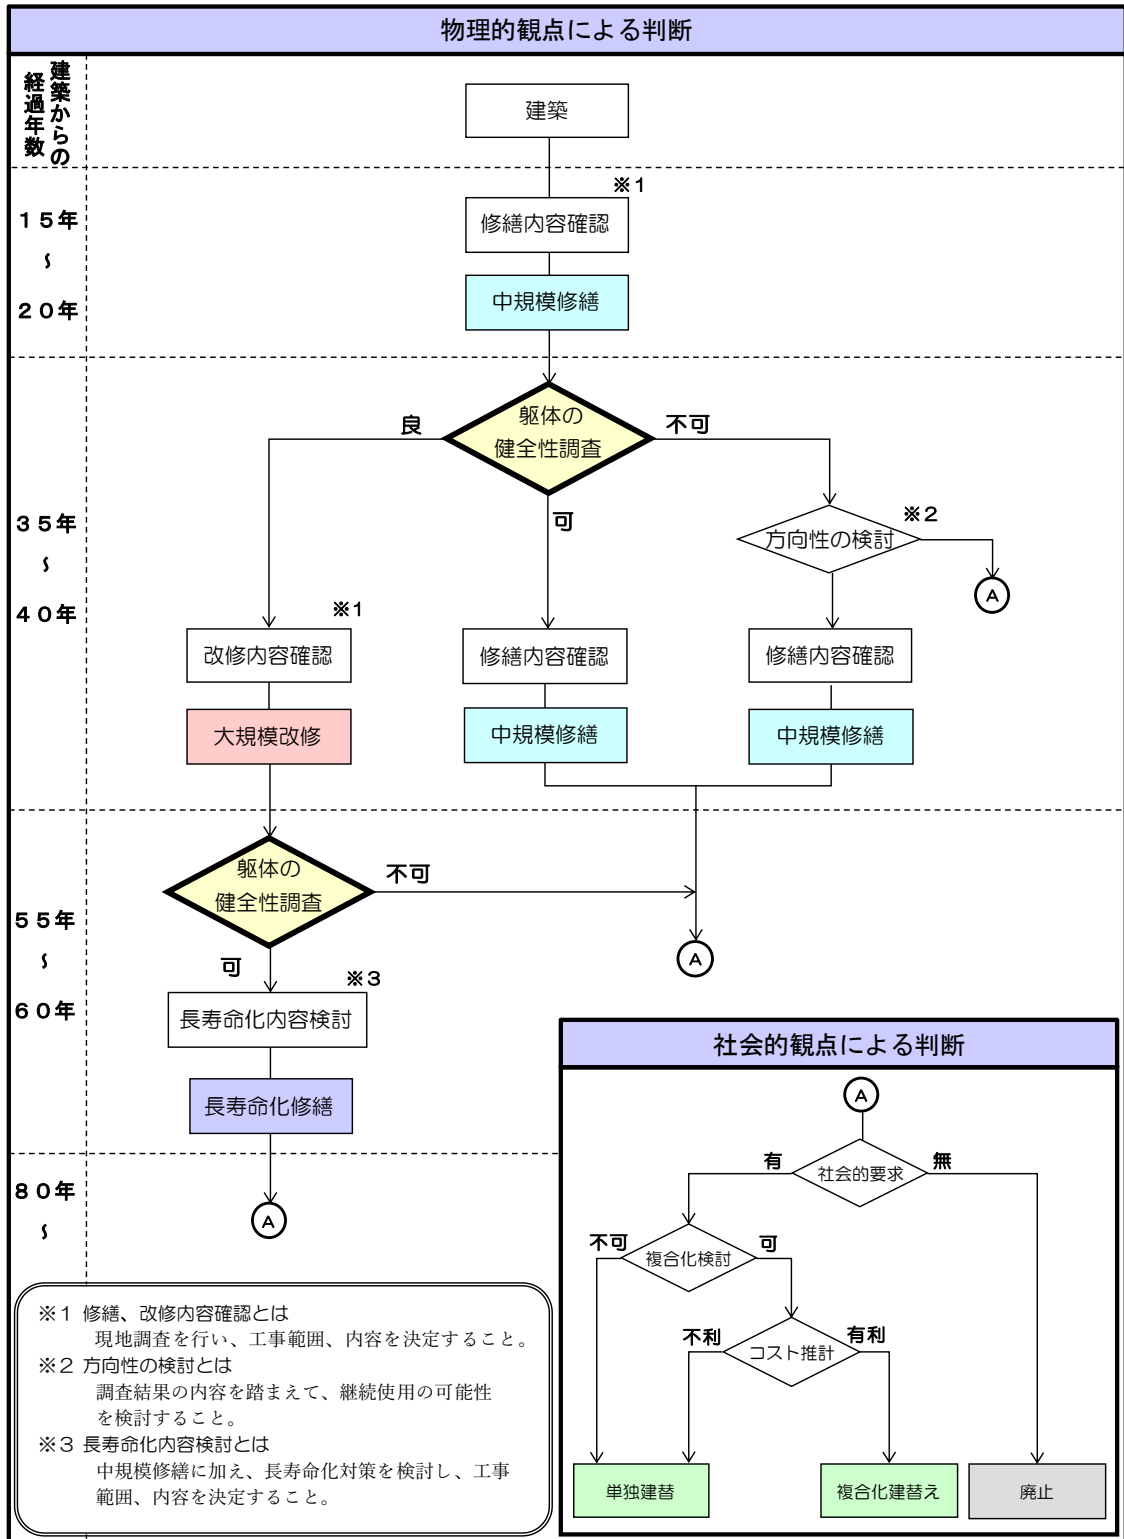 物理的観点による判断
建築からの
経過年数
建築
１５年
～
２０年
※1
修繕内容確認
中規模修繕
３５年
～
４０年
躯体の
健全性調査
良
不可
可
※2
方向性の検討
A
※1
改修内容確認
修繕内容確認
修繕内容確認
大規模改修
中規模修繕
中規模修繕
５５年
～
６０年
躯体の
健全性調査
不可
可
A
※3
長寿命化内容検討
長寿命化修繕
８０年
～
A
社会的観点による判断
A
社会的要求
有
無
複合化検討
不可
可
コスト推計
不利
有利
単独建替
複合化建替え
廃止
※1 修繕、改修内容確認とは
現地調査を行い、工事範囲、内容を決定すること。
※2 方向性の検討とは
調査結果の内容を踏まえて、継続使用の可能性
を検討すること。
※3 長寿命化内容検討とは
中規模修繕に加え、長寿命化対策を検討し、工事
範囲、内容を決定すること。